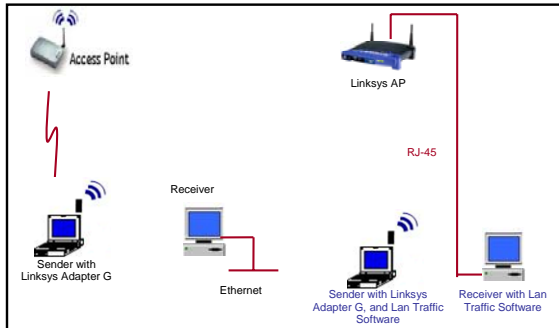 Access Point
Linksys AP
RJ-45
Receiver
Sender with
Linksys Adapter G
Ethernet
Sender with Linksys
Adapter G, and Lan Traffic
Software
Receiver with Lan
Traffic Software